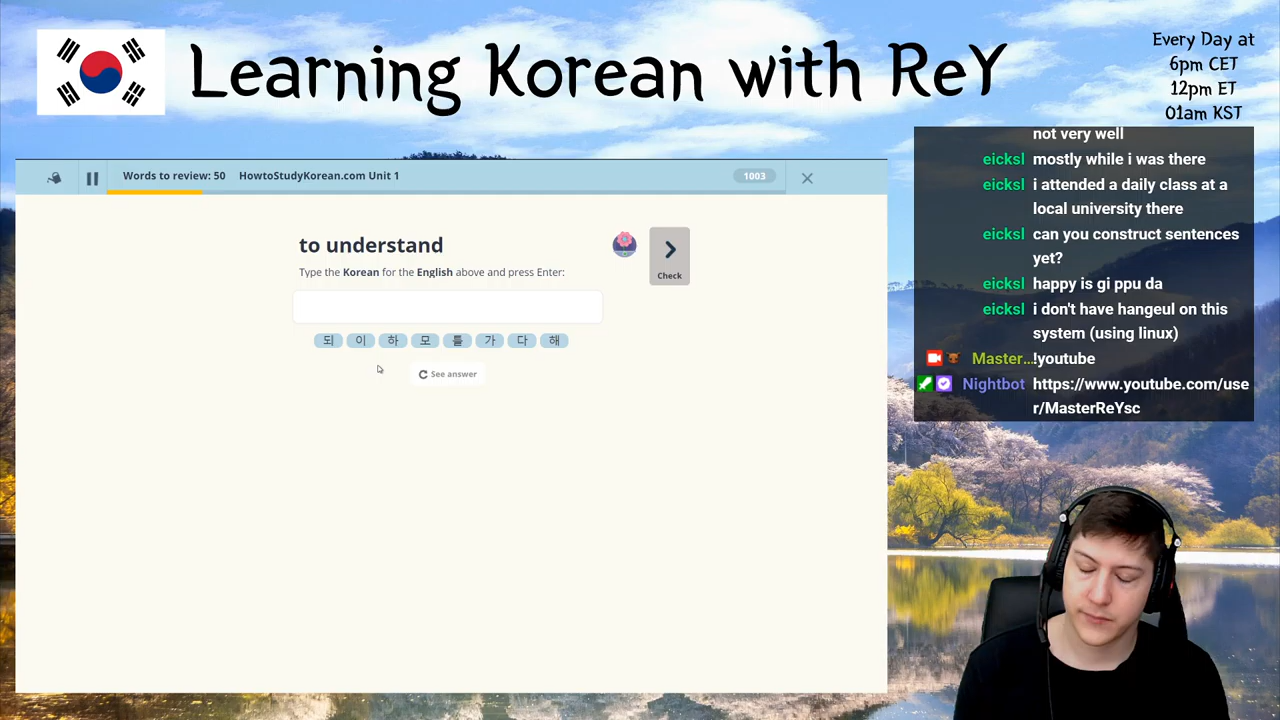 Learning Korean with ReY
Every Day at
6pm CET
12pm ET
01am KST
Words to review: 50 HowtoStudyKorean.com Unit 1 1003
to understand
Check
Type the Korean for the English above and press Enter:
되 이 하 모 틀 가 다 해
See answer
not very well
eicksl mostly while i was there
eicksl i attended a daily class at a
local university there
eicksl can you construct sentences
yet?
eicksl happy is gi ppu da
eicksl i don't have hangeul on this
system (using linux)
Master...!youtube
Nightbot https://www.youtube.com/use
r/MasterReYsc